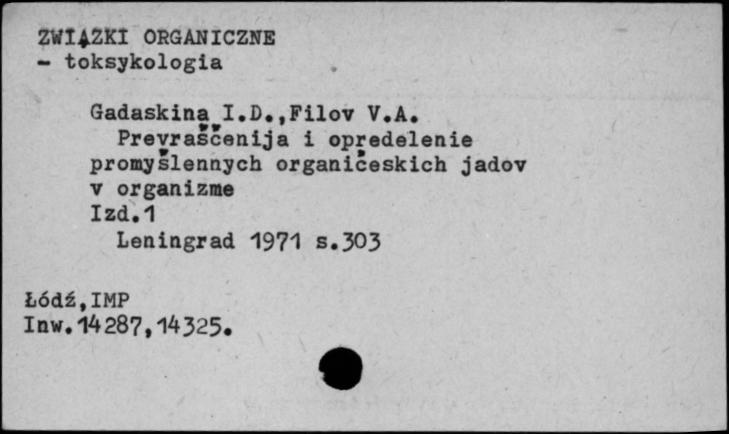 ZWIĄZKI ORGANICZNE
- toksykologia
Gadaskina I.D.,Filov V.A.
Prevraščenija i opredelenie
promyšlennych organičeskich jadov
v organizme
Izd.1
Leningrad 1971 s.303
Łódź,IMP
Inw.14287,14325.